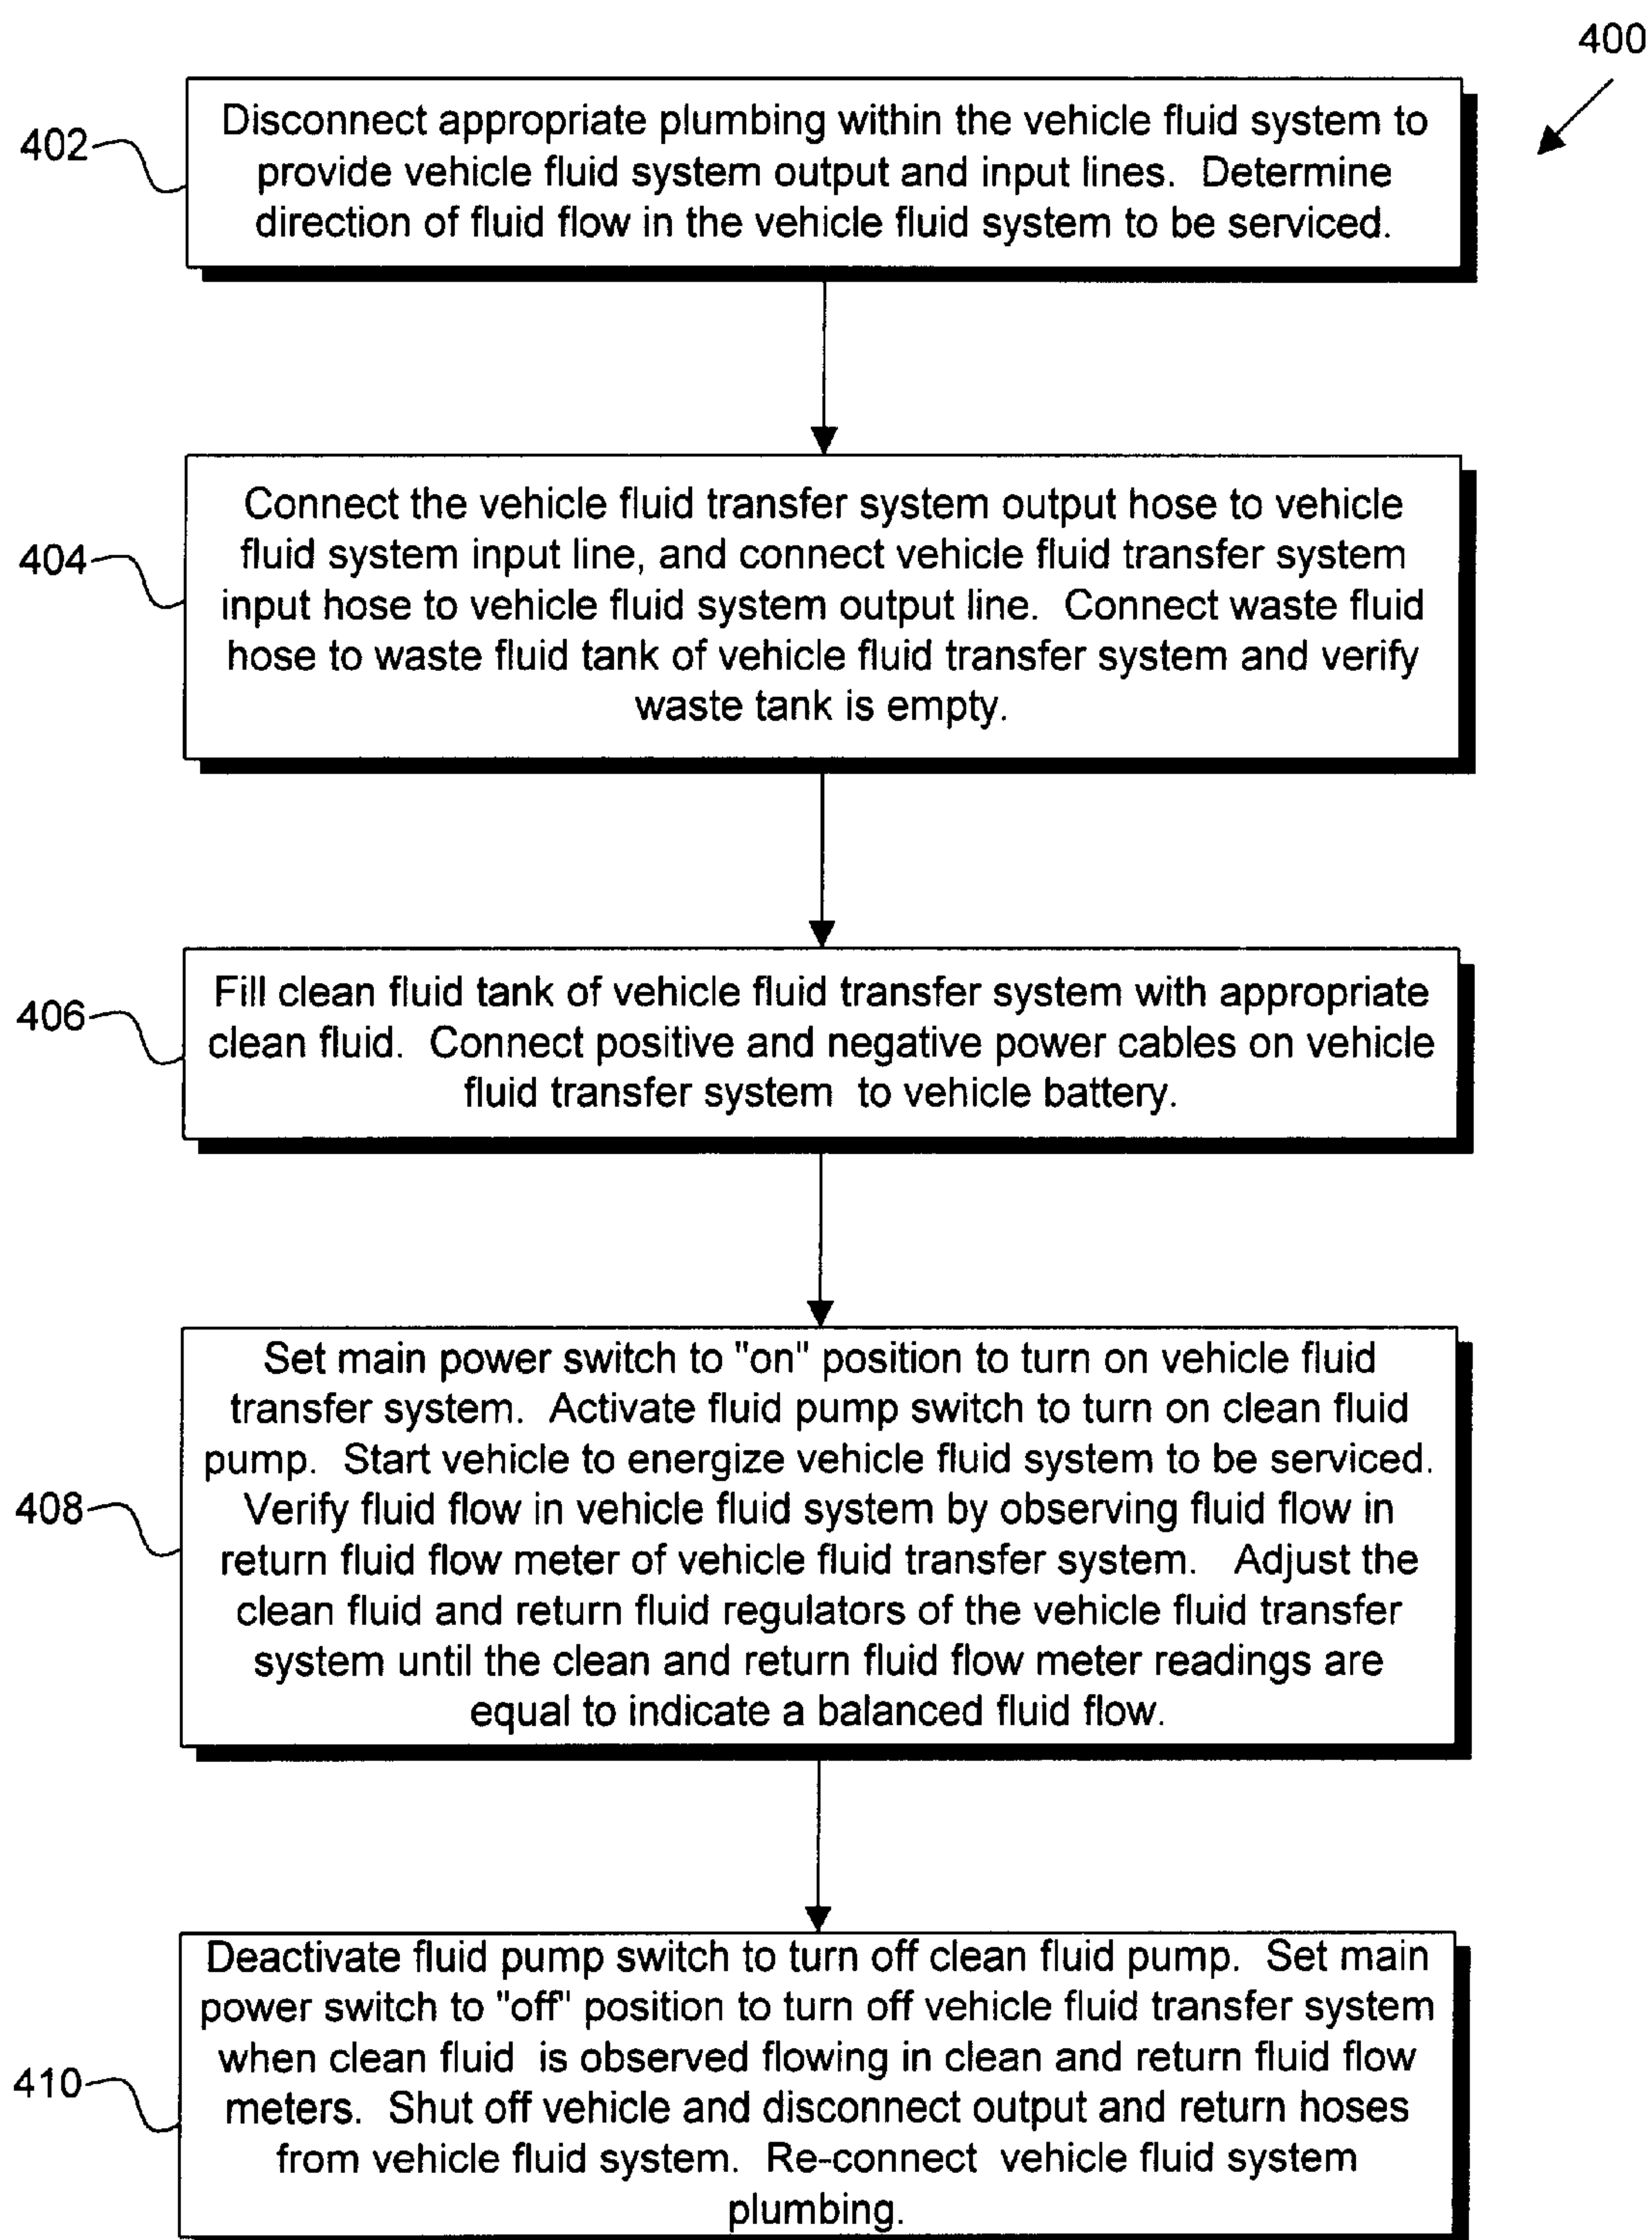 400
402
Disconnect appropriate plumbing within the vehicle fluid system to
provide vehicle fluid system output and input lines. Determine
direction of fluid flow in the vehicle fluid system to be serviced.
404
Connect the vehicle fluid transfer system output hose to vehicle
fluid system input line, and connect vehicle fluid transfer system
input hose to vehicle fluid system output line. Connect waste fluid
hose to waste fluid tank of vehicle fluid transfer system and verify
waste tank is empty.
406
Fill clean fluid tank of vehicle fluid transfer system with appropriate
clean fluid. Connect positive and negative power cables on vehicle
fluid transfer system to vehicle battery.
408
Set main power switch to "on" position to turn on vehicle fluid
transfer system. Activate fluid pump switch to turn on clean fluid
pump. Start vehicle to energize vehicle fluid system to be serviced.
Verify fluid flow in vehicle fluid system by observing fluid flow in
return fluid flow meter of vehicle fluid transfer system. Adjust the
clean fluid and return fluid regulators of the vehicle fluid transfer
system until the clean and return fluid flow meter readings are
equal to indicate a balanced fluid flow.
410
Deactivate fluid pump switch to turn off clean fluid pump. Set main
power switch to "off" position to turn off vehicle fluid transfer system
when clean fluid is observed flowing in clean and return fluid flow
meters. Shut off vehicle and disconnect output and return hoses
from vehicle fluid system. Re-connect vehicle fluid system
plumbing.